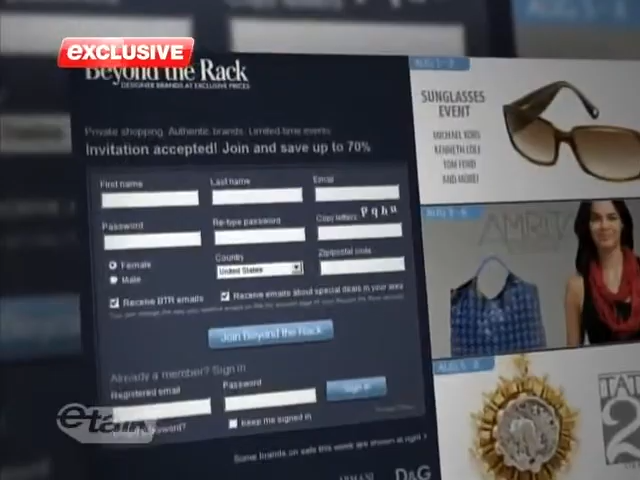 eXCLUSIVE
Beyond the Rack
DESIGNER BRANDS AT EXCLUSIVE PRICES
Private shopping. Authentic brands. Limited-time events.
Invitation accepted! Join and save up to 70%
First name
Last name
Email
Password
Re-type password
Copy letters: Pqhu
Female
Male
Country
United States
Zip/postal code
Receive BTR emails
Receive emails about special deals in your area
Join Beyond the Rack
Already a member? Sign in
Registered email
Password
Sign in
keep me signed in
Some brands on sale this week are shown at right
D&G
SUNGLASSES
EVENT
MICHAEL KORS
KENNETH COLE
TOM FORD
AND MORE!
AMRITA
TAT
2
etalk